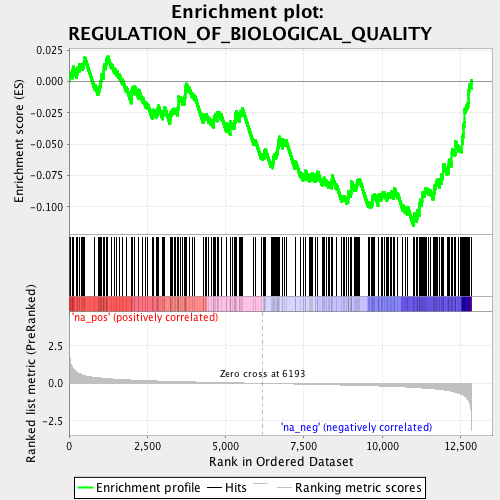 Enrichment plot:
REGULATION_OF_BIOLOGICAL_QUALITY
Enrichment score (ES)
0.025
0.000
-0.025
-0.050
-0.075
-0.100
'na_pos' (positively correlated)
Ranked list metric (PreRanked)
2.5
0.0
-2.5
Zero cross at 6193
'na_neg' (negatively correlated)
0
2,500
5,000
7,500
10,000
12,500
Rank in Ordered Dataset
Enrichment profile
Hits
Ranking metric scores